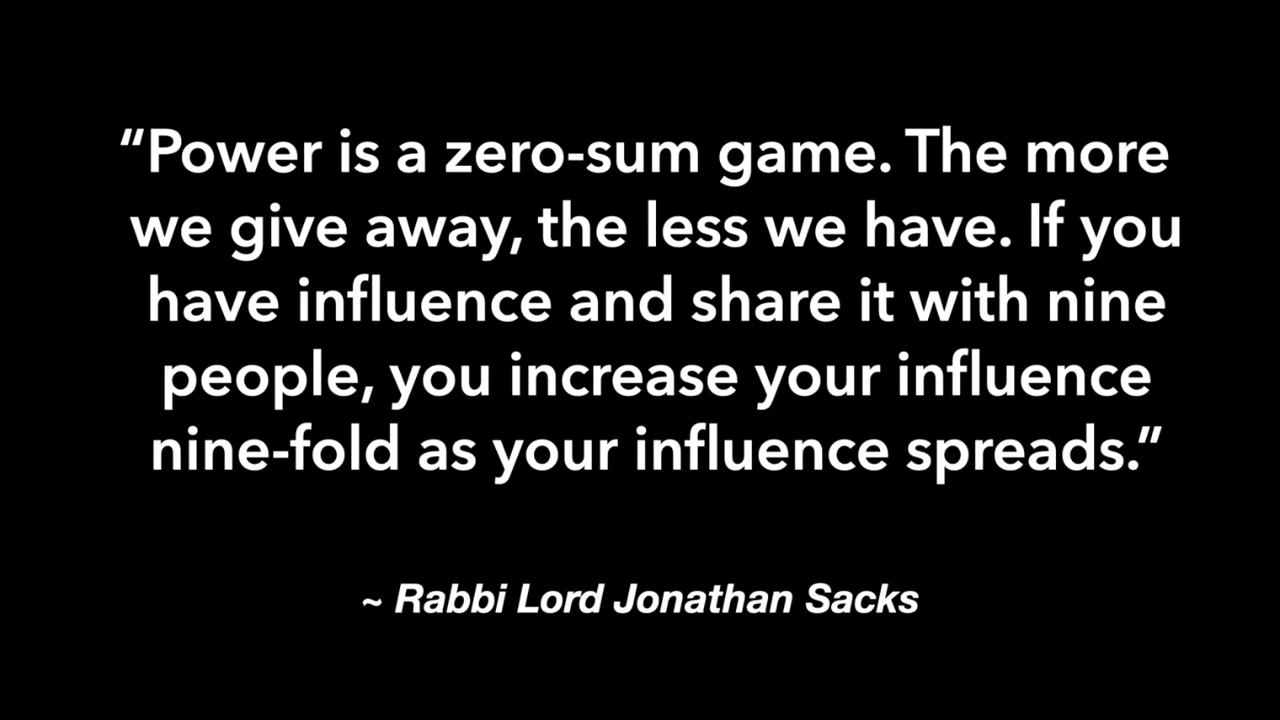 “Power is a zero-sum game. The more
we give away, the less we have. If you
have influence and share it with nine
people, you increase your influence
nine-fold as your influence spreads.”
~ Rabbi Lord Jonathan Sacks